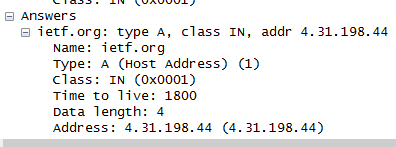 Class: IN (0x0001)
Answers
ietf.org: type A, class IN, addr 4.31.198.44
Name: ietf.org
Type: A (Host Address) (1)
Class: IN (0x0001)
Time to live: 1800
Data length: 4
Address: 4.31.198.44 (4.31.198.44)